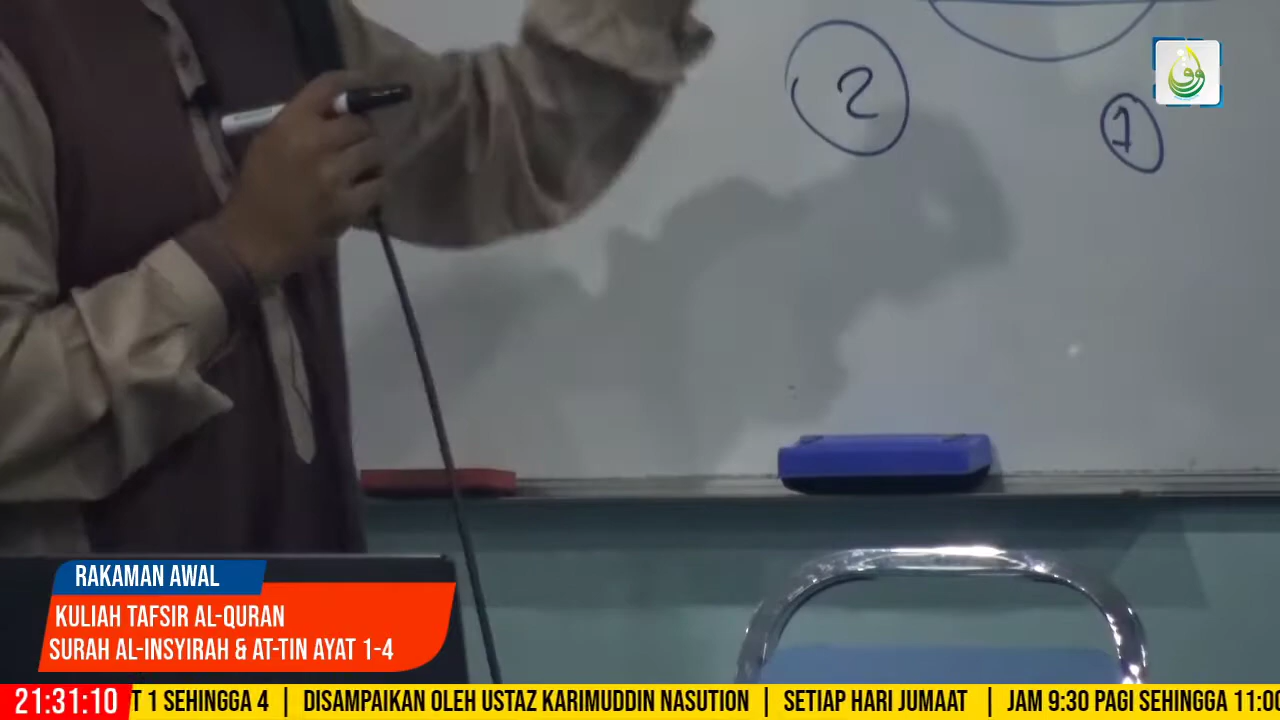 2
1
وقف
RAKAMAN AWAL
KULIAH TAFSIR AL-QURAN
SURAH AL-INSYIRAH & AT-TIN AYAT 1-4
21:31:10 T 1 SEHINGGA 4 | DISAMPAIKAN OLEH USTAZ KARIMUDDIN NASUTION | SETIAP HARI JUMAAT | JAM 9:30 PAGI SEHINGGA 11:00